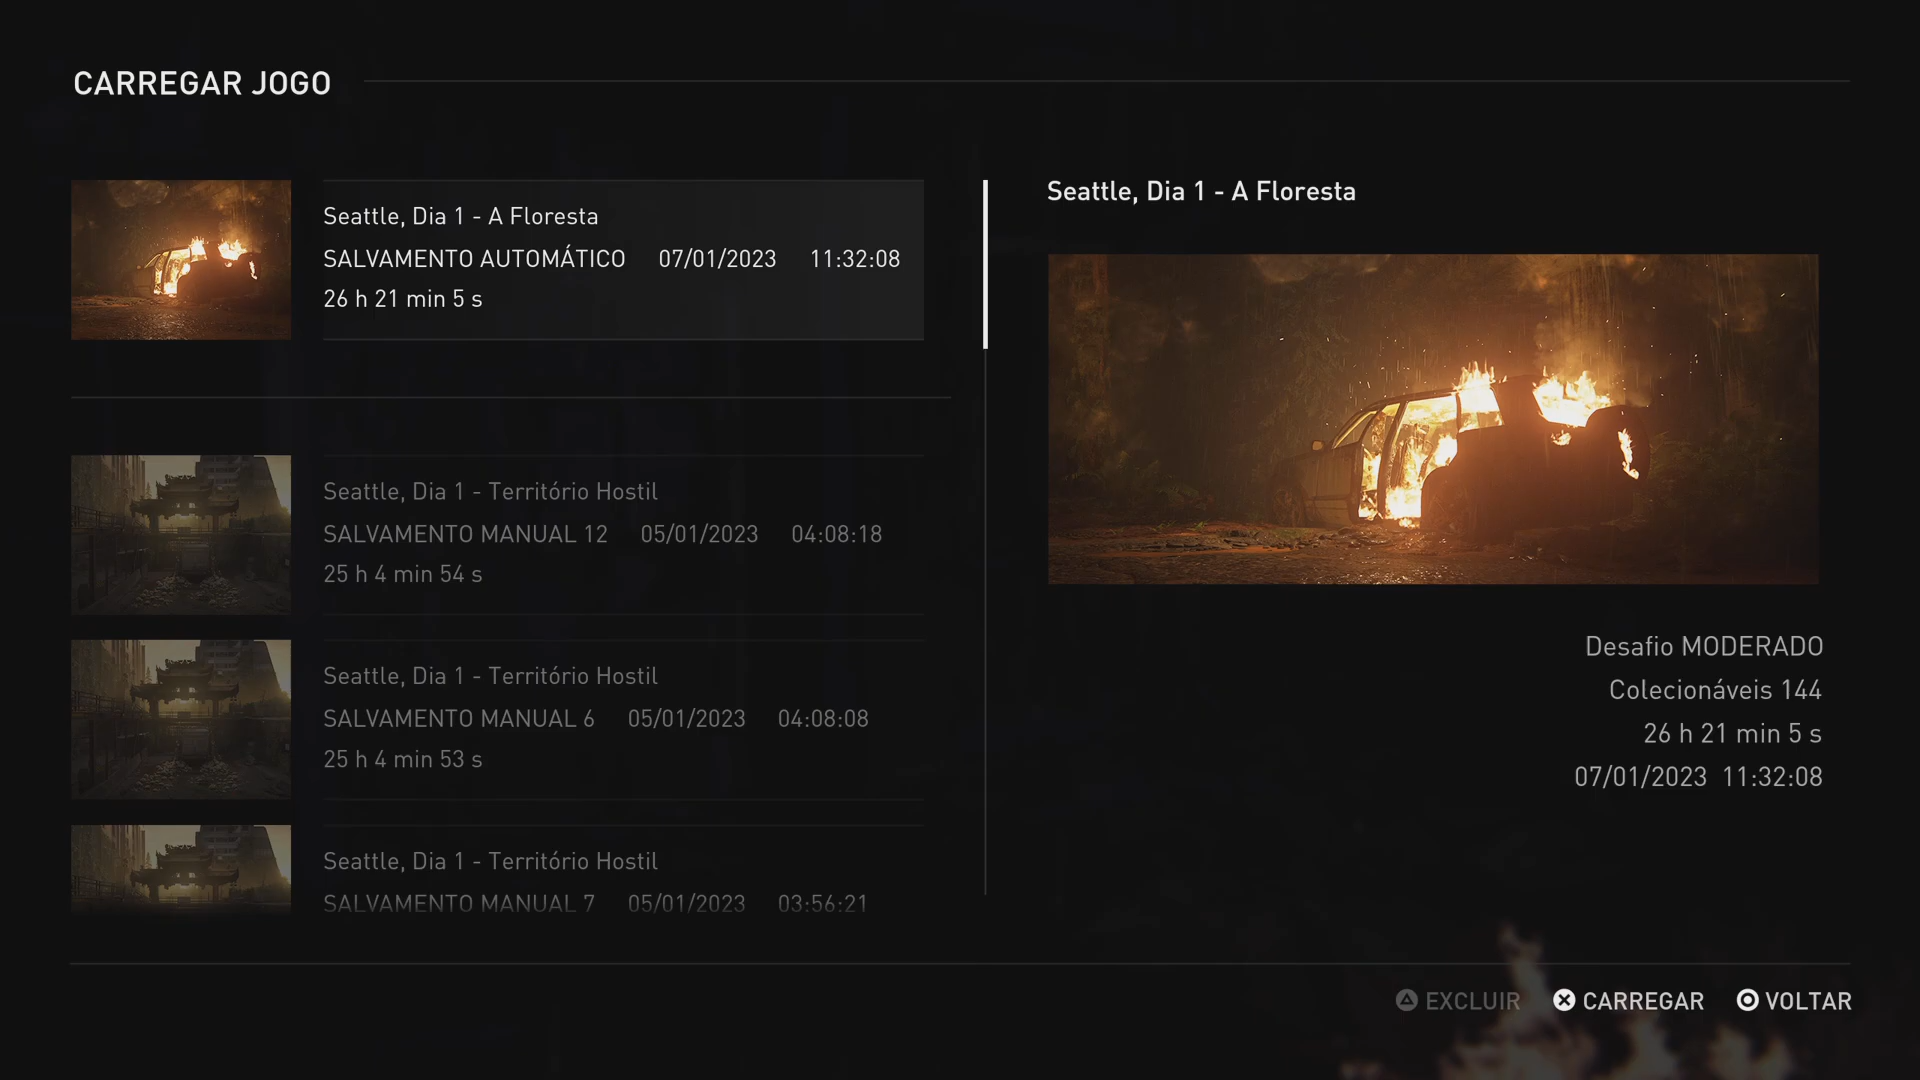 CARREGAR JOGO
Seattle, Dia 1 - A Floresta
SALVAMENTO AUTOMÁTICO 07/01/2023 11:32:08
26 h 21 min 5 s
Seattle, Dia 1 - Território Hostil
SALVAMENTO MANUAL 12 05/01/2023 04:08:18
25 h 4 min 54 s
Seattle, Dia 1 - Território Hostil
SALVAMENTO MANUAL 6 05/01/2023 04:08:08
25 h 4 min 53 s
Seattle, Dia 1 - Território Hostil
SALVAMENTO MANUAL 7 05/01/2023 03:56:21
Seattle, Dia 1 - A Floresta
Desafio MODERADO
Colecionáveis 144
26 h 21 min 5 s
07/01/2023 11:32:08
EXCLUIR CARREGAR VOLTAR